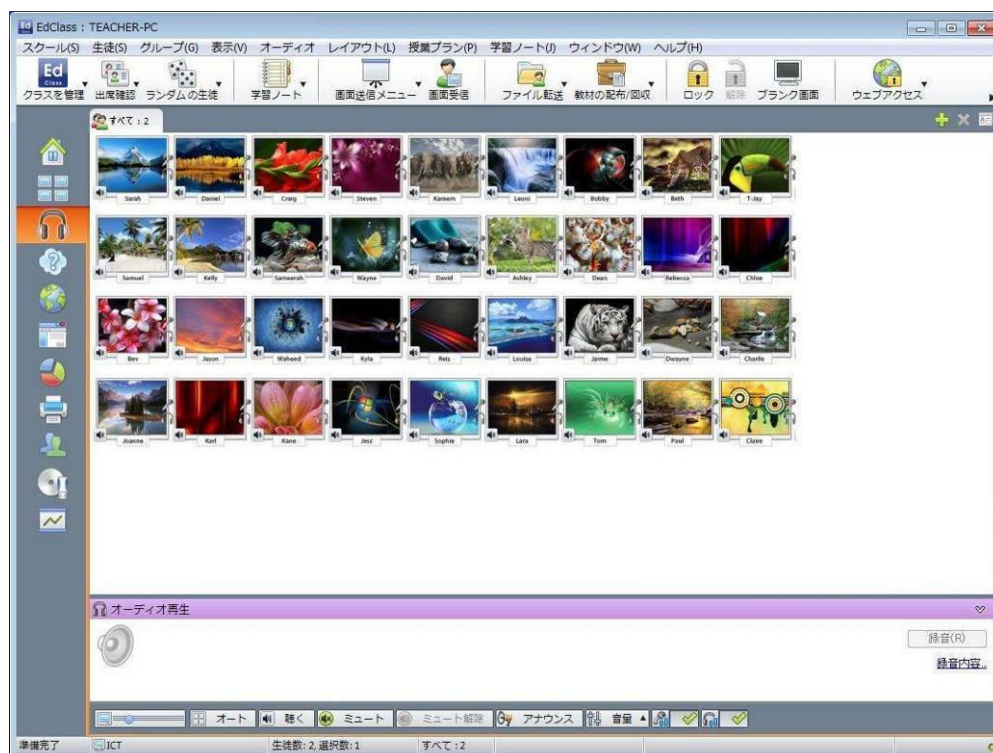 EdClass : TEACHER-PC
スクール(S) 生徒(S) グループ(G) 表示(V) オーディオ レイアウト(L) 授業プラン(P) 学習ノート(J) ウィンドウ(W) ヘルプ(H)
Ed
Class
クラスを管理 出席確認 ランダムの生徒 学習ノート 画面送信メニュー 画面受信 ファイル転送 教材の配布/回収 ロック 解除 ブランク画面 ウェブアクセス
すべて : 2
Sarah Daniel Craig Steven Kareem Leoni Bobby Beth T-Jay
Samuel Kelly Sameerah Wayne David Ashley Dean Rebecca Chloe
Bev Jason Waheed Kyla Reis Louise Jaime Dwayne Charlie
Joanne Karl Kane Jess Sophie Lara Tom Paul Claire
オーディオ再生
録音(R)
録音内容...
オート 聴く ミュート ミュート解除 アナウンス 音量
準備完了 ICT 生徒数: 2, 選択数: 1 すべて : 2